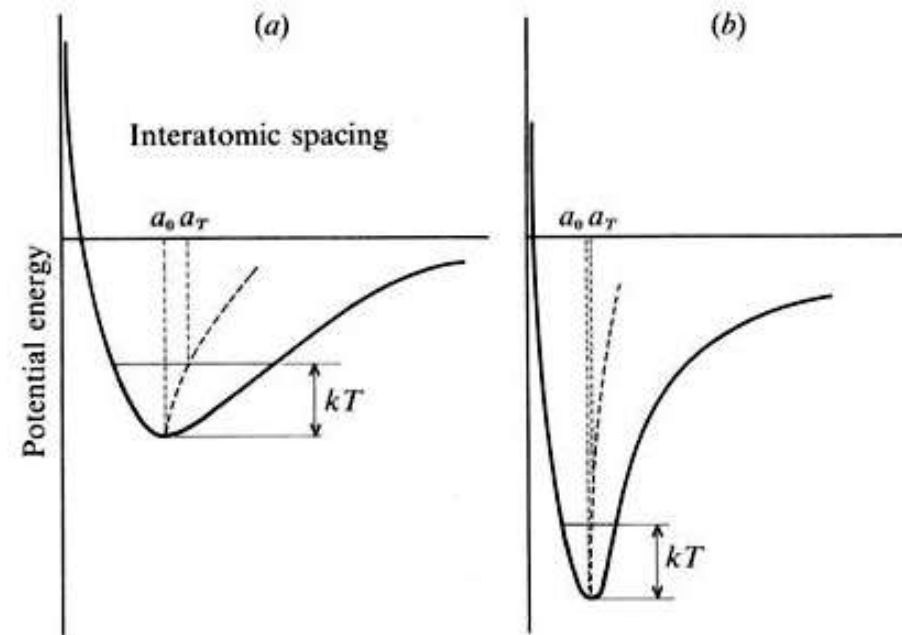 (a)
Interatomic spacing
a₀ a_T
Potential energy
kT
(b)
a₀ a_T
kT